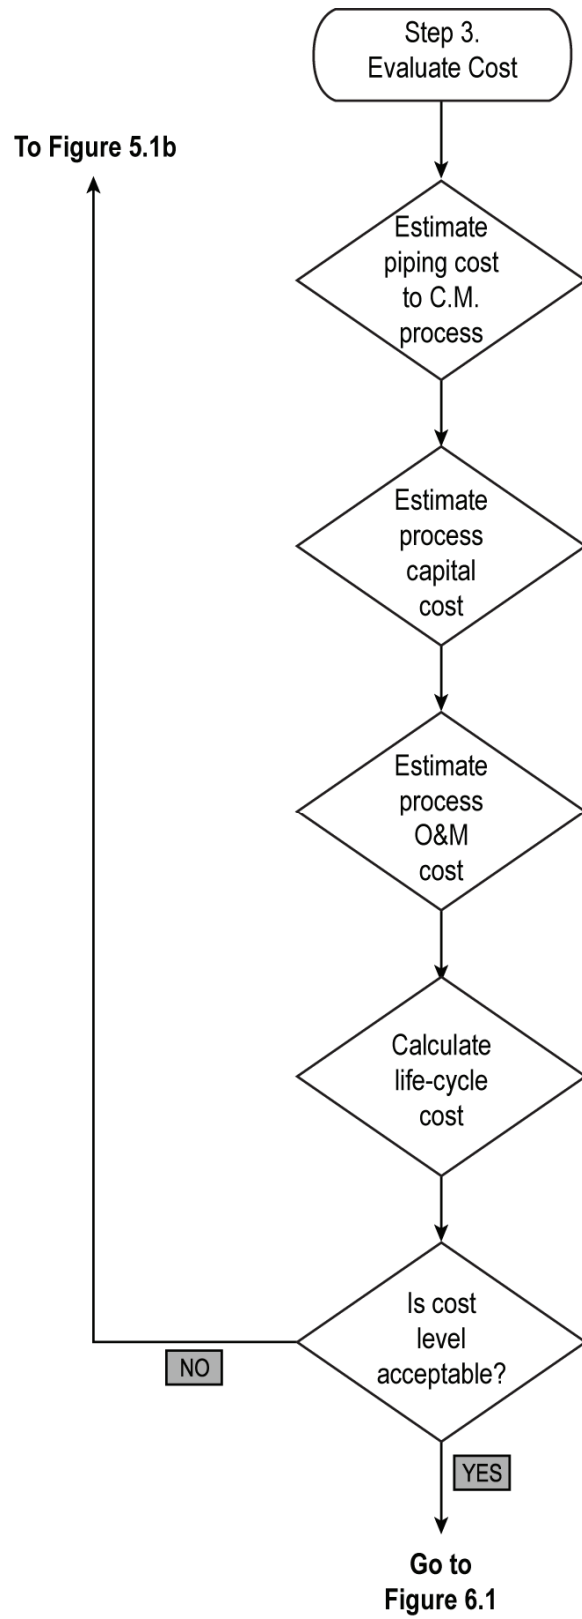 Step 3.
Evaluate Cost
To Figure 5.1b
Estimate
piping cost
to C.M.
process
Estimate
process
capital
cost
Estimate
process
O&M
cost
Calculate
life-cycle
cost
Is cost
level
acceptable?
NO
YES
Go to
Figure 6.1